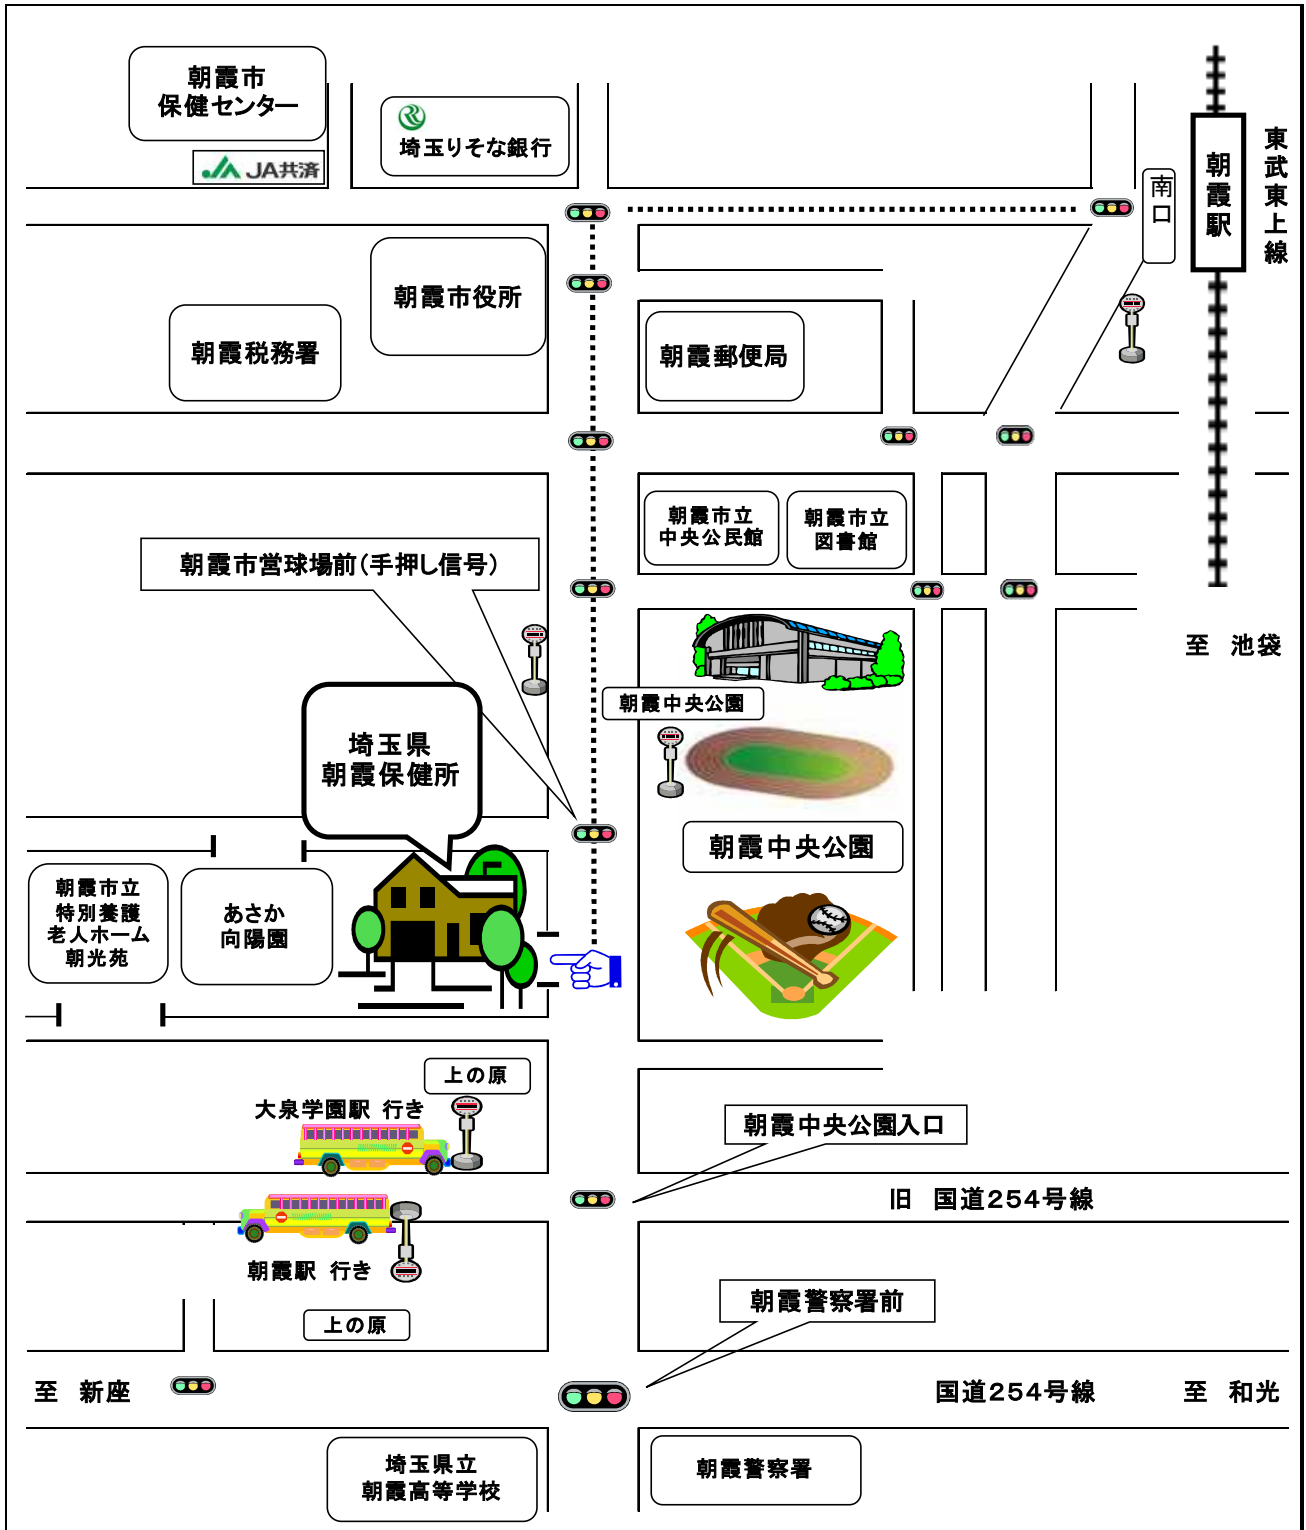 朝霞市
保健センター
JA共済
埼玉りそな銀行
南口
朝霞駅
東武東上線
朝霞市役所
朝霞税務署
朝霞郵便局
朝霞市立
中央公民館
朝霞市立
図書館
朝霞市営球場前(手押し信号)
至 池袋
朝霞中央公園
埼玉県
朝霞保健所
朝霞中央公園
朝霞市立
特別養護
老人ホーム
朝光苑
あさか
向陽園
上の原
大泉学園駅 行き
朝霞中央公園入口
旧 国道254号線
朝霞駅 行き
上の原
朝霞警察署前
至 新座
国道254号線
至 和光
埼玉県立
朝霞高等学校
朝霞警察署